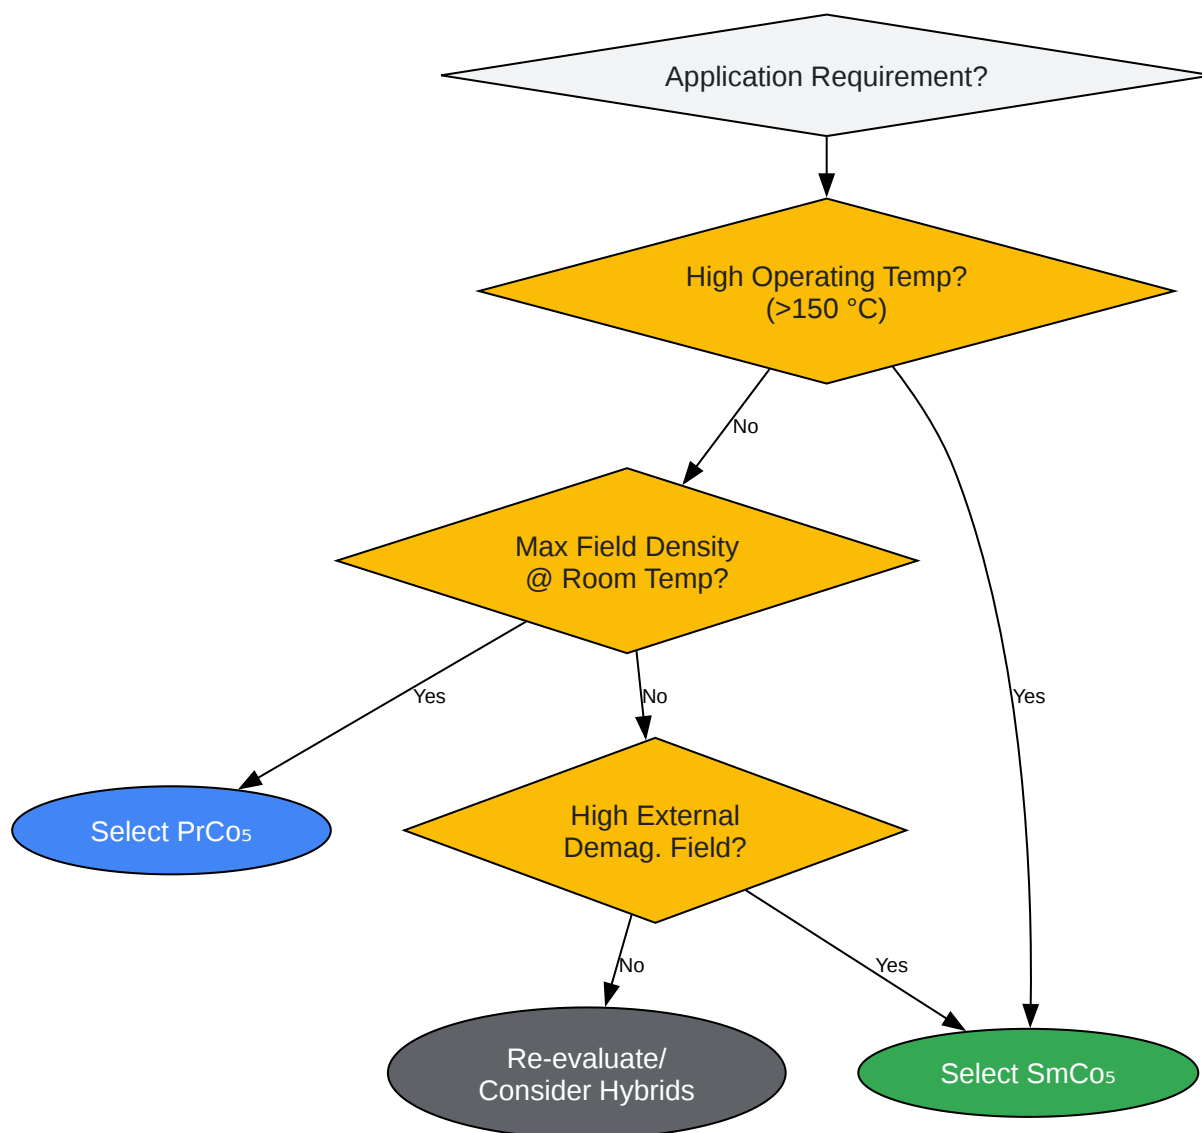 Application Requirement?
High Operating Temp?
(>150 °C)
No
Max Field Density
@ Room Temp?
Yes
No
Yes
Select PrCo₅
High External
Demag. Field?
No
Yes
Re-evaluate/
Consider Hybrids
Select SmCo₅